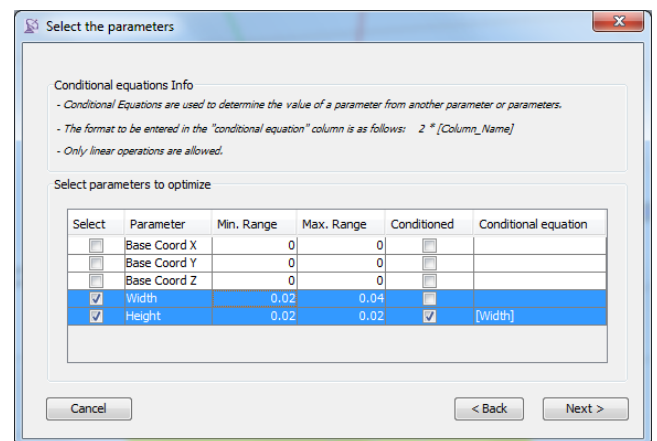 Select the parameters
Conditional equations Info
- Conditional Equations are used to determine the value of a parameter from another parameter or parameters.
- The format to be entered in the "conditional equation" column is as follows: 2 * [Column_Name]
- Only linear operations are allowed.
Select parameters to optimize
Select Parameter Min. Range Max. Range Conditioned Conditional equation
Base Coord X 0 0
Base Coord Y 0 0
Base Coord Z 0 0
Width 0.02 0.04
Height 0.02 0.02 [Width]
Cancel < Back Next >